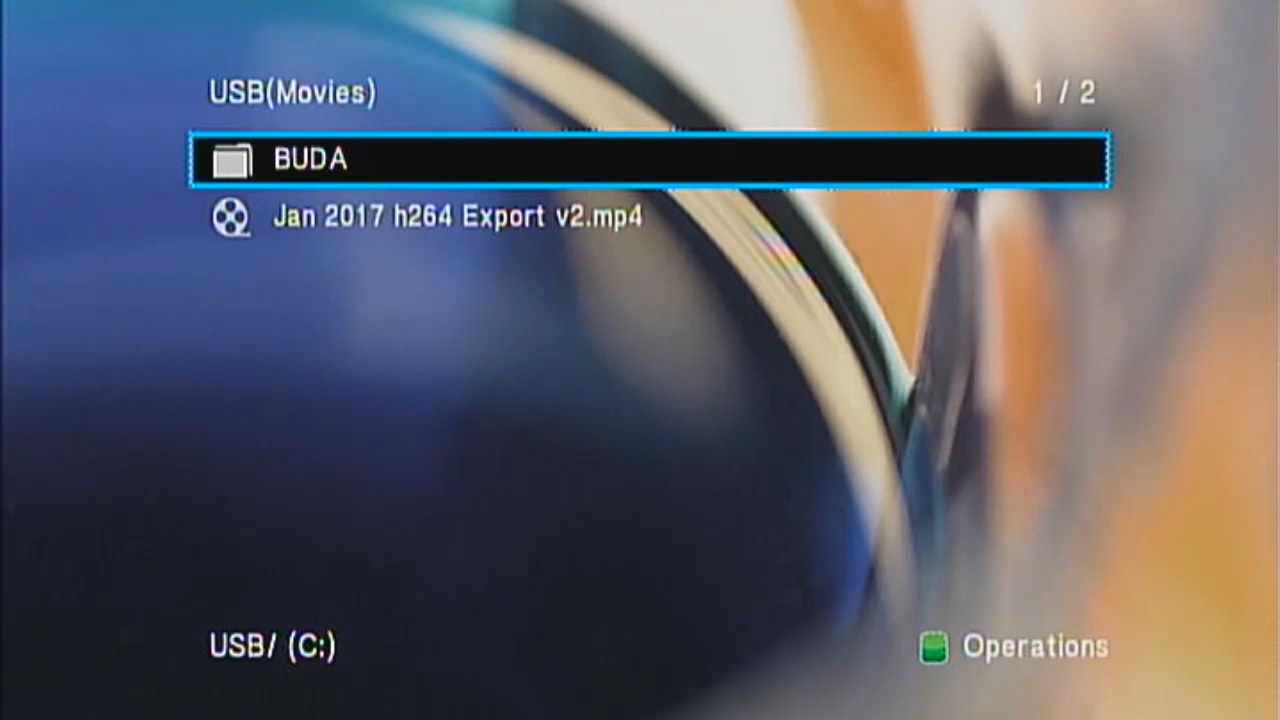 USB(Movies)
1 / 2
BUDA
Jan 2017 h264 Export v2.mp4
USB/ (C:)
Operations